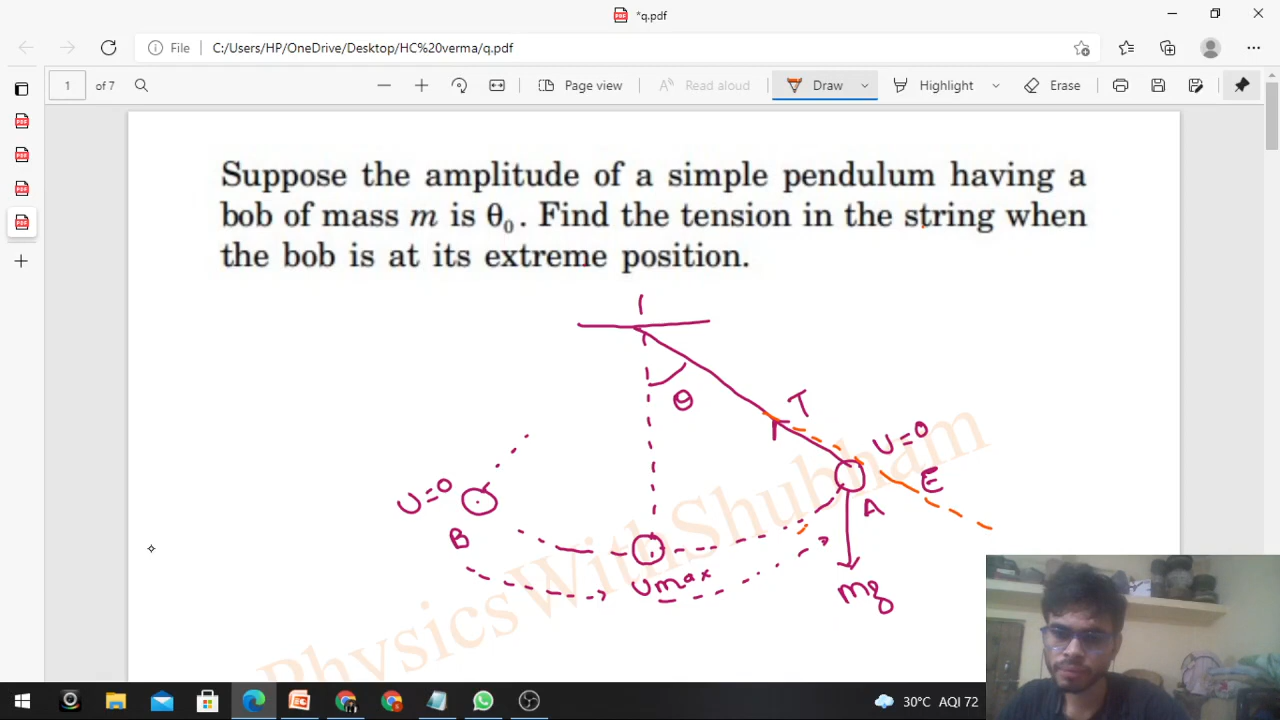 *q.pdf
File C:/Users/HP/OneDrive/Desktop/HC%20verma/q.pdf
1 of 7 Page view Read aloud Draw Highlight Erase
Suppose the amplitude of a simple pendulum having a
bob of mass m is θ₀. Find the tension in the string when
the bob is at its extreme position.
θ
T
U=0
E
A
U=0
B
Umax
mg
PhysicsWithShubham
30°C AQI 72